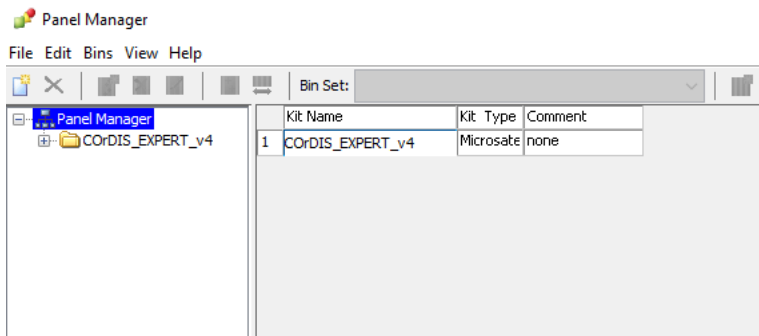 Panel Manager
File Edit Bins View Help
Bin Set:
Panel Manager
COrDIS_EXPERT_v4
Kit Name Kit Type Comment
1 COrDIS_EXPERT_v4 Microsate none